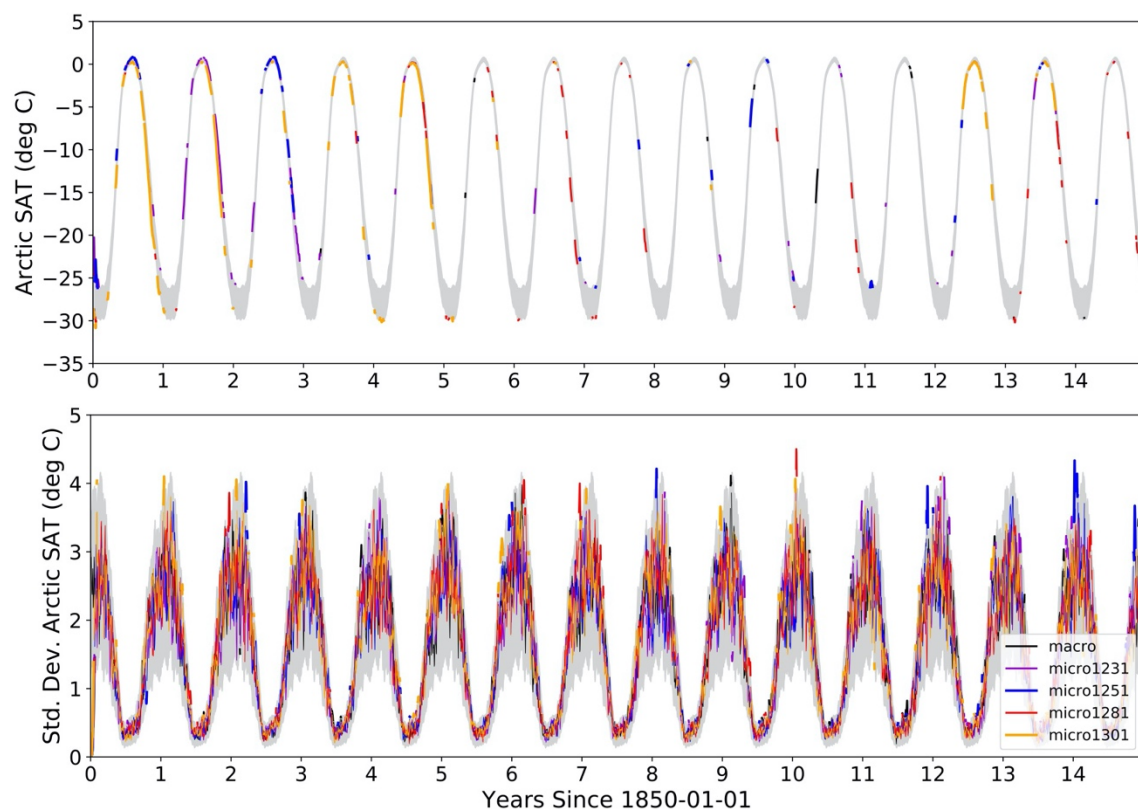 5
0
−5
−10
−15
−20
−25
−30
−35
Arctic SAT (deg C)
0 1 2 3 4 5 6 7 8 9 10 11 12 13 14
5
4
3
2
1
0
Std. Dev. Arctic SAT (deg C)
macro
micro1231
micro1251
micro1281
micro1301
0 1 2 3 4 5 6 7 8 9 10 11 12 13 14
Years Since 1850-01-01